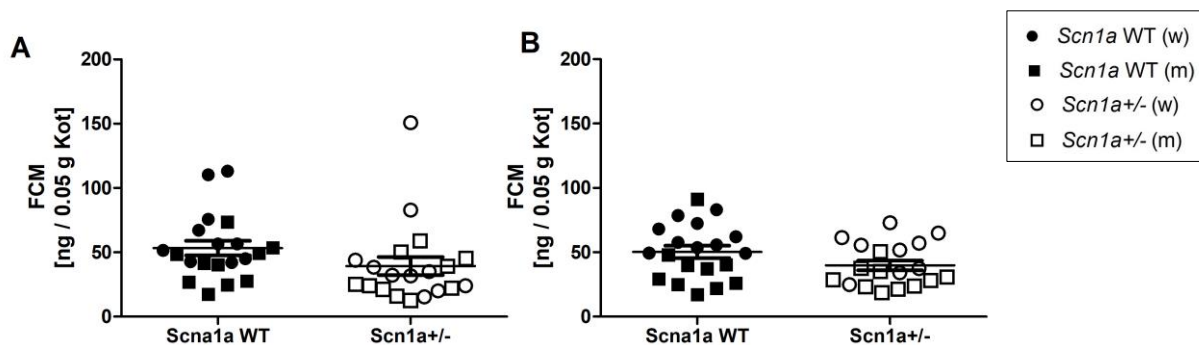 A
FCM
[ng / 0.05 g Kot]
200
150
100
50
0
Scna1a WT
Scn1a+/-
B
FCM
[ng / 0.05 g Kot]
200
150
100
50
0
Scna1a WT
Scn1a+/-
Scn1a WT (w)
Scn1a WT (m)
Scn1a+/- (w)
Scn1a+/- (m)